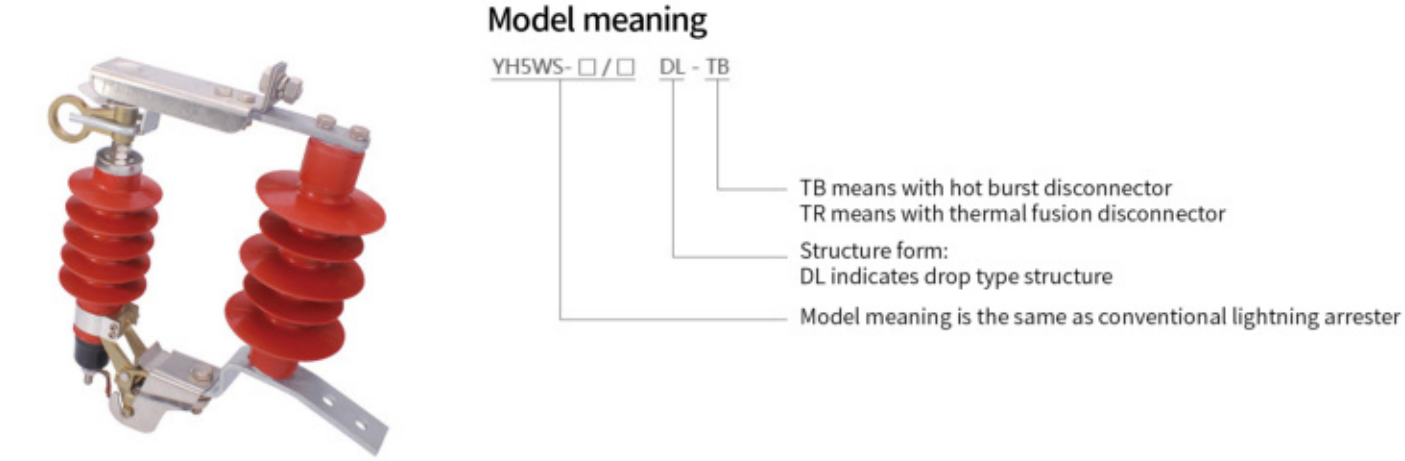 Model meaning
YH5WS- □ / □ DL - TB
TB means with hot burst disconnector
TR means with thermal fusion disconnector
Structure form:
DL indicates drop type structure
Model meaning is the same as conventional lightning arrester